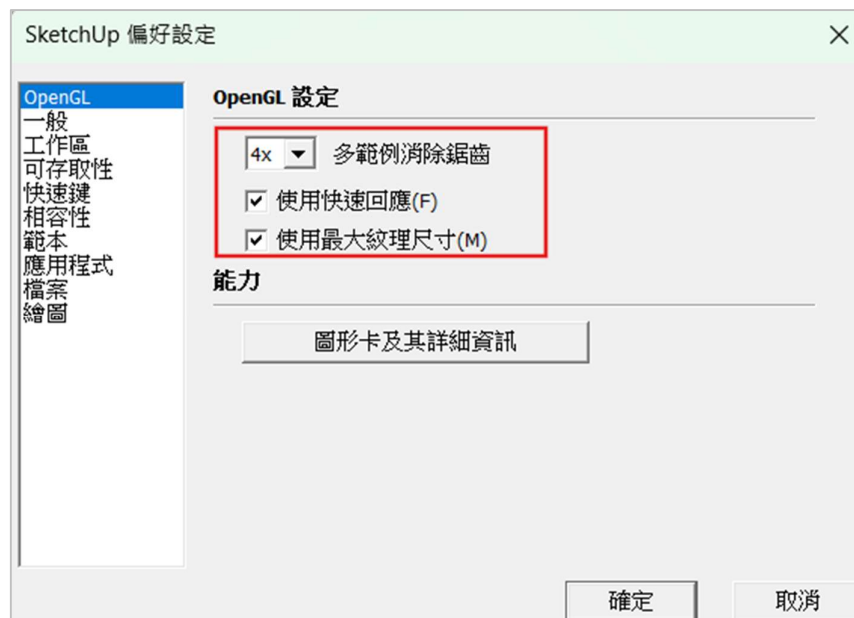 SketchUp 偏好設定
OpenGL
一般
工作區
可存取性
快速鍵
相容性
範本
應用程式
檔案
繪圖
OpenGL 設定
4x 多範例消除鋸齒
使用快速回應(F)
使用最大紋理尺寸(M)
能力
圖形卡及其詳細資訊
確定 取消